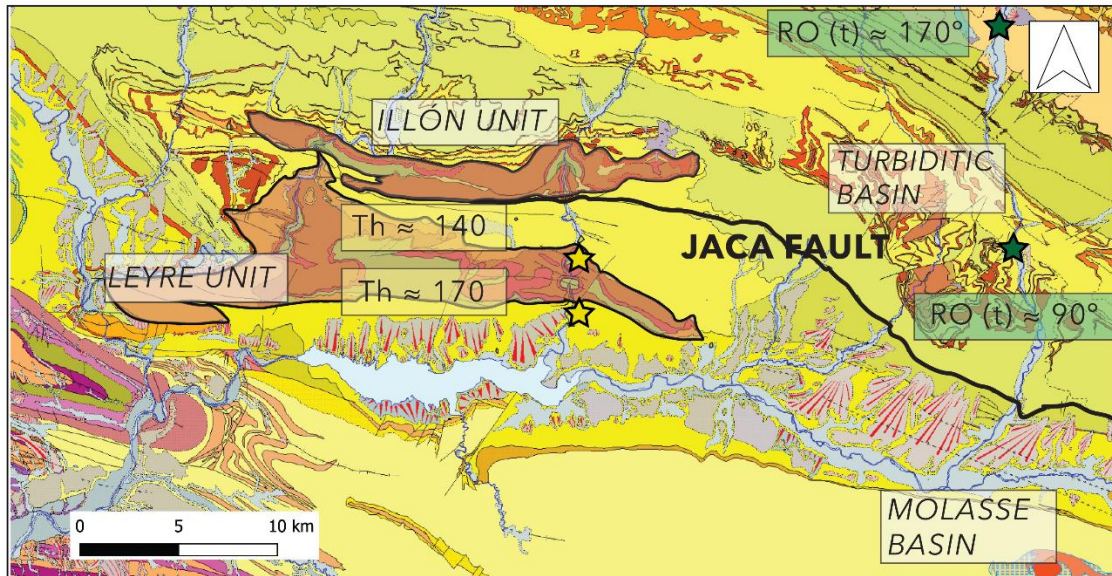 RO (t) ≈ 170°
ILLON UNIT
TURBIDITIC
BASIN
Th ≈ 140
JACA FAULT
LEYRE UNIT
Th ≈ 170
RO (t) ≈ 90°
MOLASSE
BASIN
0 5 10 km